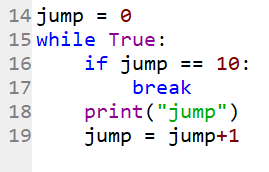 14 jump = 0
15 while True:
16     if jump == 10:
17         break
18     print("jump")
19     jump = jump+1